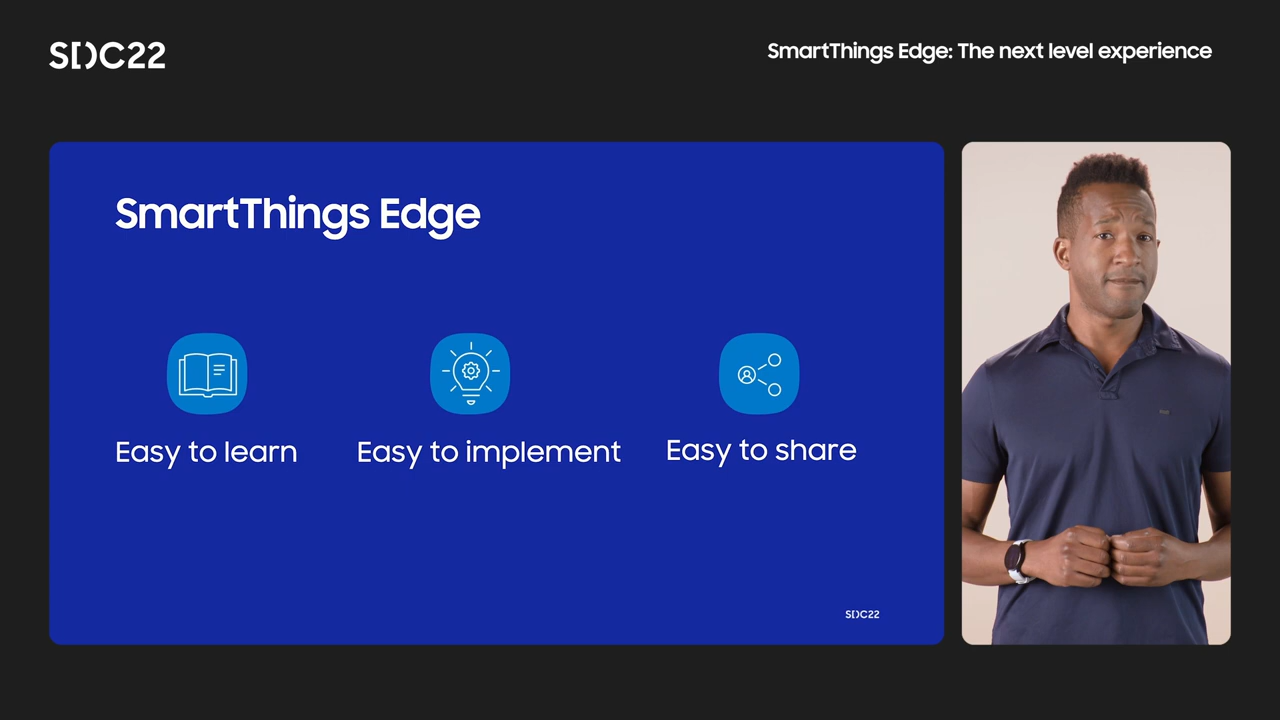 SDC22
SmartThings Edge: The next level experience
SmartThings Edge
Easy to learn
Easy to implement
Easy to share
SDC22